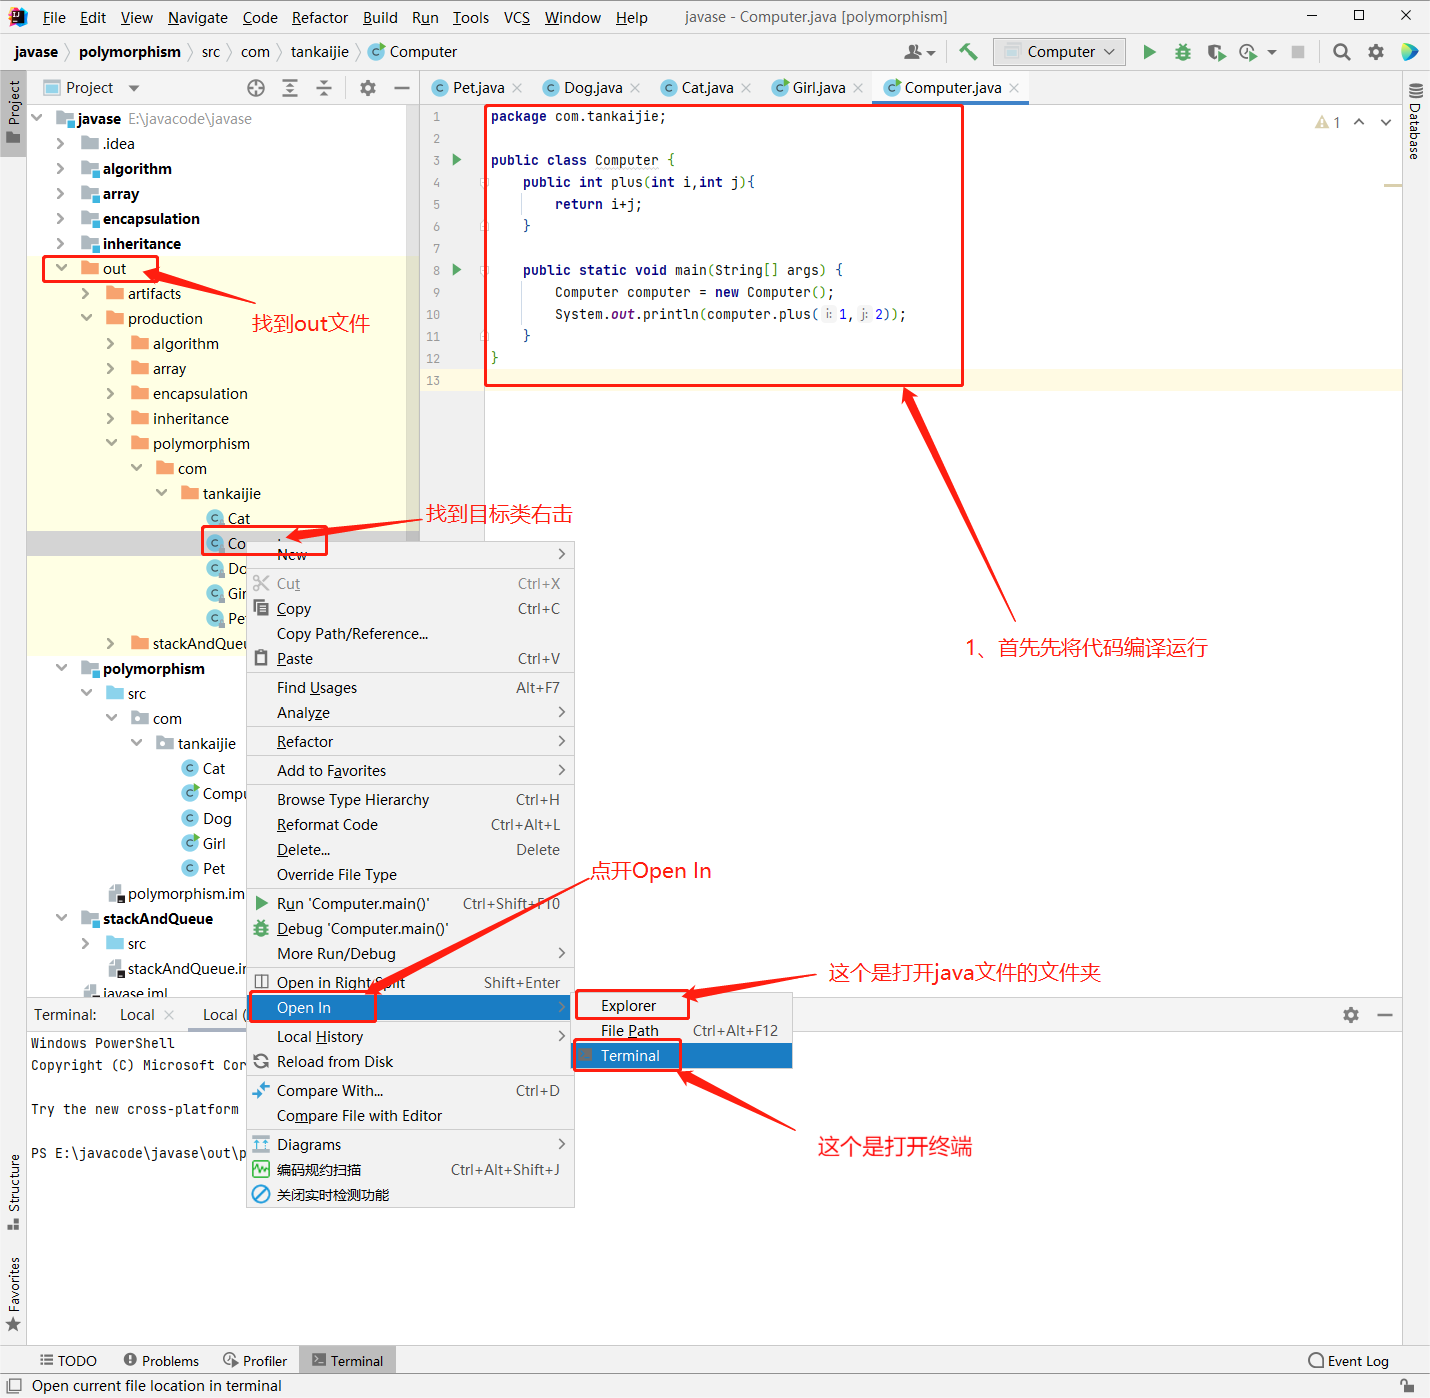 File Edit View Navigate Code Refactor Build Run Tools VCS Window Help javase - Computer.java [polymorphism]
javase polymorphism src com tankaijie Computer Computer
Project Pet.java Dog.java Cat.java Girl.java Computer.java
Project
Database
javase E:\javacode\javase
.idea
algorithm
array
encapsulation
inheritance
out
artifacts
production
algorithm
array
encapsulation
inheritance
polymorphism
com
tankaijie
Cat
Co
Do
Gir
Pe
stackAndQueu
polymorphism
src
com
tankaijie
Cat
Compu
Dog
Girl
Pet
polymorphism.im
stackAndQueue
src
stackAndQueue.ir
javase.iml
找到out文件
找到目标类右击
1 package com.tankaijie;
2
3 public class Computer {
4 public int plus(int i,int j){
5 return i+j;
6 }
7
8 public static void main(String[] args) {
9 Computer computer = new Computer();
10 System.out.println(computer.plus( i: 1, j: 2));
11 }
12 }
13
1
1、首先先将代码编译运行
New
Cut Ctrl+X
Copy Ctrl+C
Copy Path/Reference...
Paste Ctrl+V
Find Usages Alt+F7
Analyze
Refactor
Add to Favorites
Browse Type Hierarchy Ctrl+H
Reformat Code Ctrl+Alt+L
Delete... Delete
Override File Type
Run 'Computer.main()' Ctrl+Shift+F10
Debug 'Computer.main()'
More Run/Debug
Open in Right Split Shift+Enter
Open In
Local History
Reload from Disk
Compare With... Ctrl+D
Compare File with Editor
Diagrams
编码规约扫描 Ctrl+Alt+Shift+J
关闭实时检测功能
点开Open In
这个是打开java文件的文件夹
Explorer
File Path Ctrl+Alt+F12
Terminal
这个是打开终端
Terminal: Local Local (
Windows PowerShell
Copyright (C) Microsoft Cor
Try the new cross-platform
PS E:\javacode\javase\out\p
Structure
Favorites
TODO Problems Profiler Terminal Event Log
Open current file location in terminal